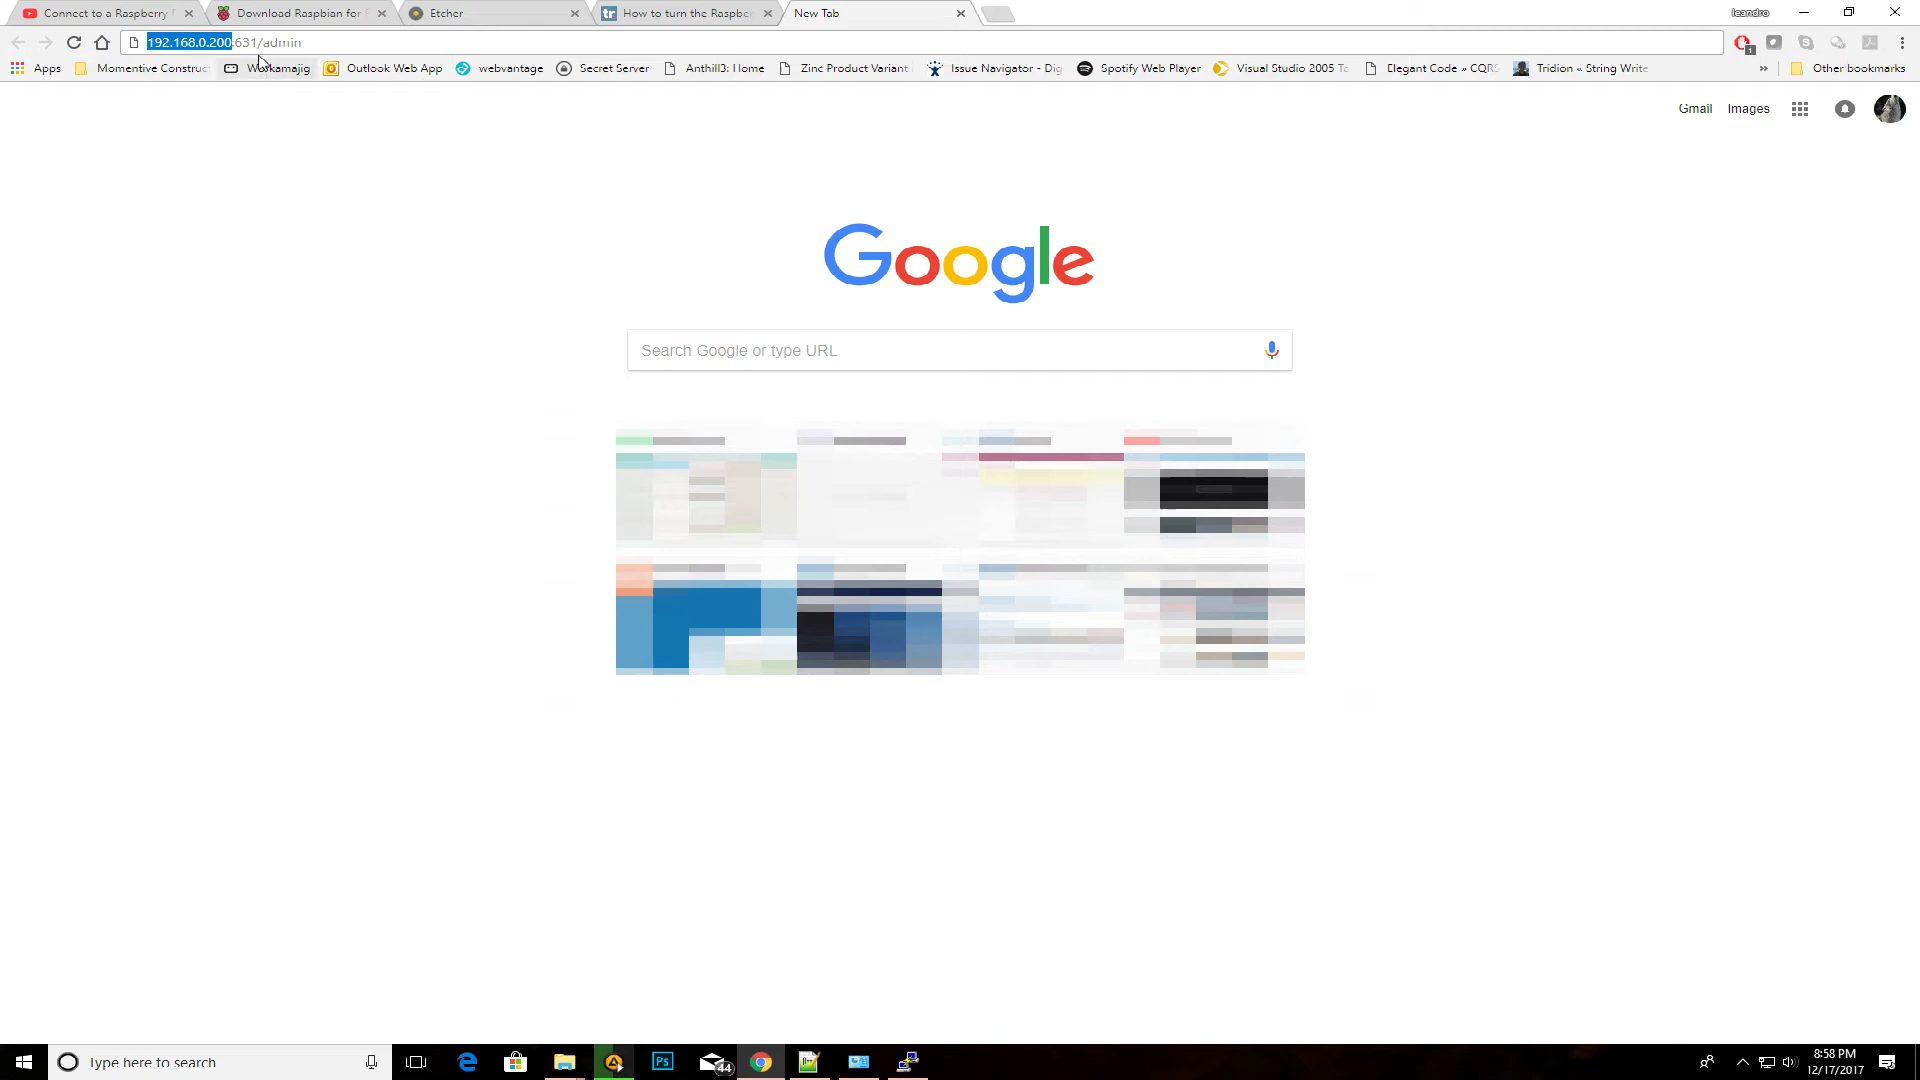 Connect to a Raspberry P
Download Raspbian for R
Etcher
How to turn the Raspber
New Tab
leandro
192.168.0.200:631/admin
Apps
Momentive Construc
Workamajig
Outlook Web App
webvantage
Secret Server
Anthill3: Home
Zinc Product Variant
Issue Navigator - Dig
Spotify Web Player
Visual Studio 2005 To
Elegant Code » CQRS
Tridion « String Write
»
Other bookmarks
Gmail
Images
Google
Search Google or type URL
Type here to search
44
8:58 PM
12/17/2017